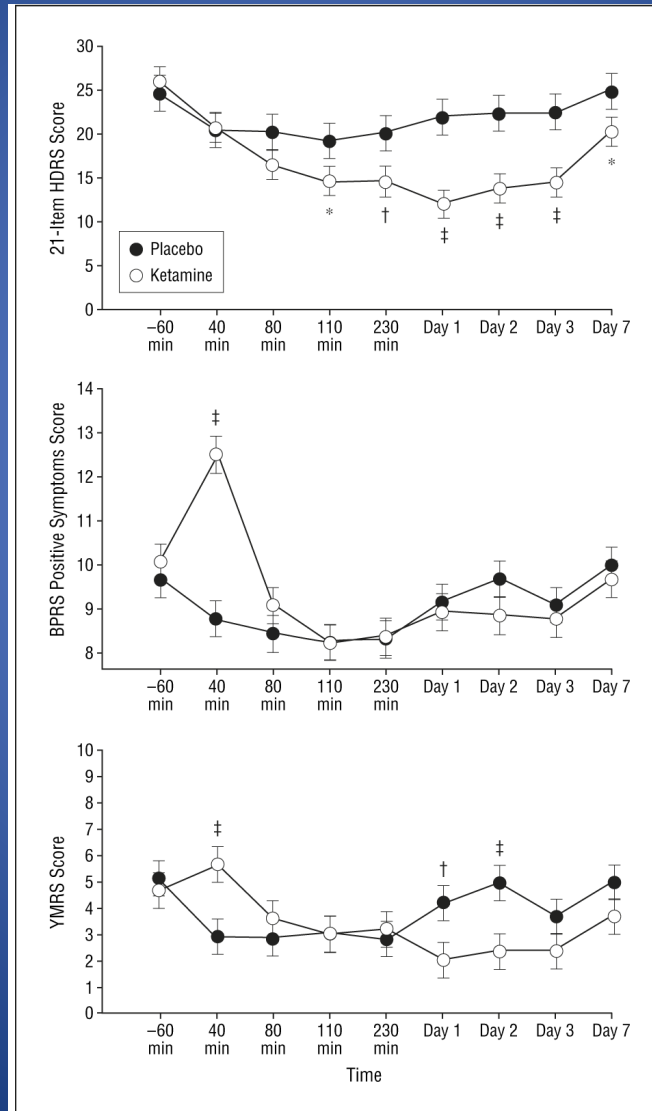 30
25
20
15
10
5
0
21-Item HDRS Score
Placebo
Ketamine
*
†
‡
‡
‡
*
–60 min
40 min
80 min
110 min
230 min
Day 1
Day 2
Day 3
Day 7
14
13
12
11
10
9
8
BPRS Positive Symptoms Score
‡
–60 min
40 min
80 min
110 min
230 min
Day 1
Day 2
Day 3
Day 7
10
9
8
7
6
5
4
3
2
1
0
YMRS Score
‡
†
‡
–60 min
40 min
80 min
110 min
230 min
Day 1
Day 2
Day 3
Day 7
Time